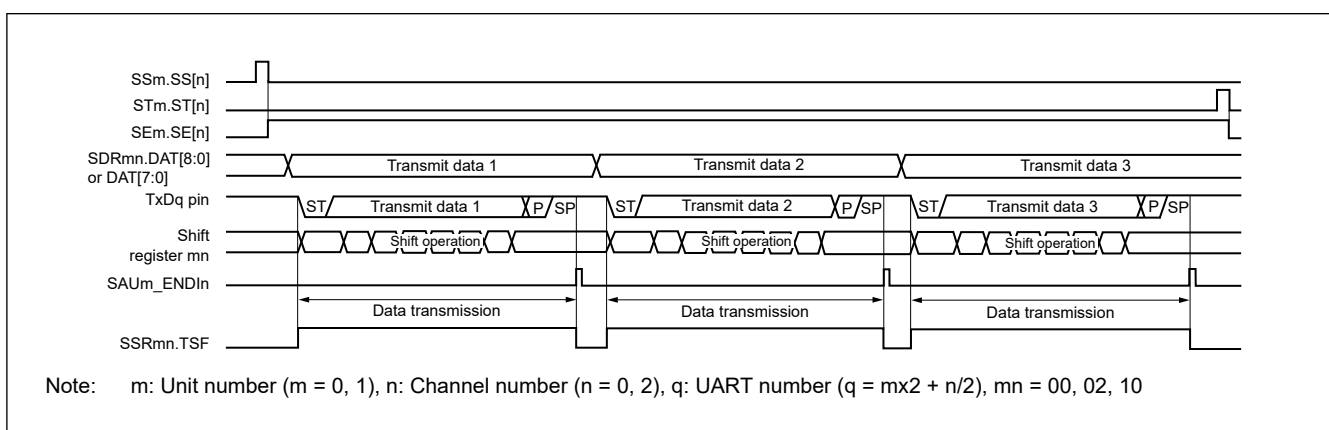 SSm.SS[n]
STm.ST[n]
SEm.SE[n]
SDRmn.DAT[8:0]
or DAT[7:0]
Transmit data 1
Transmit data 2
Transmit data 3
TxDq pin
ST
Transmit data 1
P
SP
ST
Transmit data 2
P
SP
ST
Transmit data 3
P
SP
Shift
register mn
Shift operation
Shift operation
Shift operation
SAUm_ENDIn
Data transmission
Data transmission
Data transmission
SSRmn.TSF
Note: m: Unit number (m = 0, 1), n: Channel number (n = 0, 2), q: UART number (q = mx2 + n/2), mn = 00, 02, 10